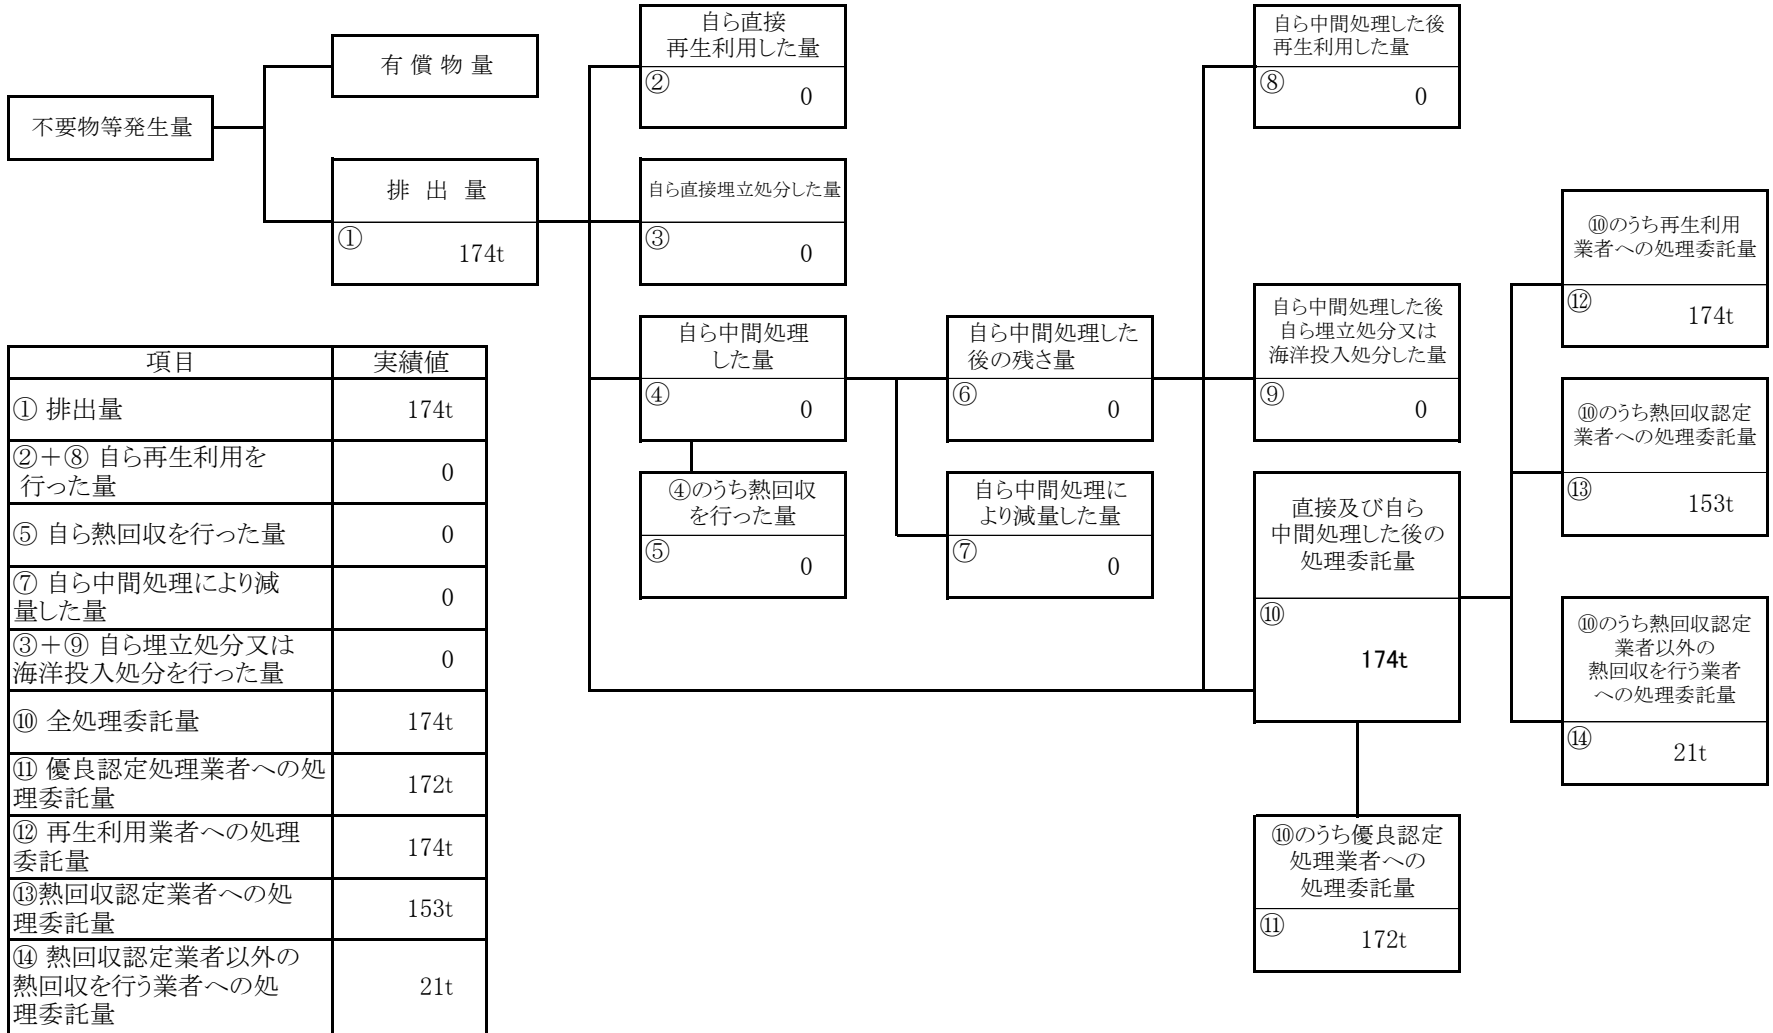 不要物等発生量
有 償 物 量
排 出 量
①
174t
自ら直接
再生利用した量
②
0
自ら直接埋立処分した量
③
0
自ら中間処理
した量
④
0
④のうち熱回収
を行った量
⑤
0
自ら中間処理した
後の残さ量
⑥
0
自ら中間処理に
より減量した量
⑦
0
自ら中間処理した後
再生利用した量
⑧
0
自ら中間処理した後
自ら埋立処分又は
海洋投入処分した量
⑨
0
直接及び自ら
中間処理した後の
処理委託量
⑩
174t
⑩のうち優良認定
処理業者への
処理委託量
⑪
172t
⑩のうち再生利用
業者への処理委託量
⑫
174t
⑩のうち熱回収認定
業者への処理委託量
⑬
153t
⑩のうち熱回収認定
業者以外の
熱回収を行う業者
への処理委託量
⑭
21t
項目 実績値
① 排出量 174t
②＋⑧ 自ら再生利用を
行った量 0
⑤ 自ら熱回収を行った量 0
⑦ 自ら中間処理により減
量した量 0
③＋⑨ 自ら埋立処分又は
海洋投入処分を行った量 0
⑩ 全処理委託量 174t
⑪ 優良認定処理業者への処
理委託量 172t
⑫ 再生利用業者への処理
委託量 174t
⑬熱回収認定業者への処
理委託量 153t
⑭ 熱回収認定業者以外の
熱回収を行う業者への処
理委託量 21t